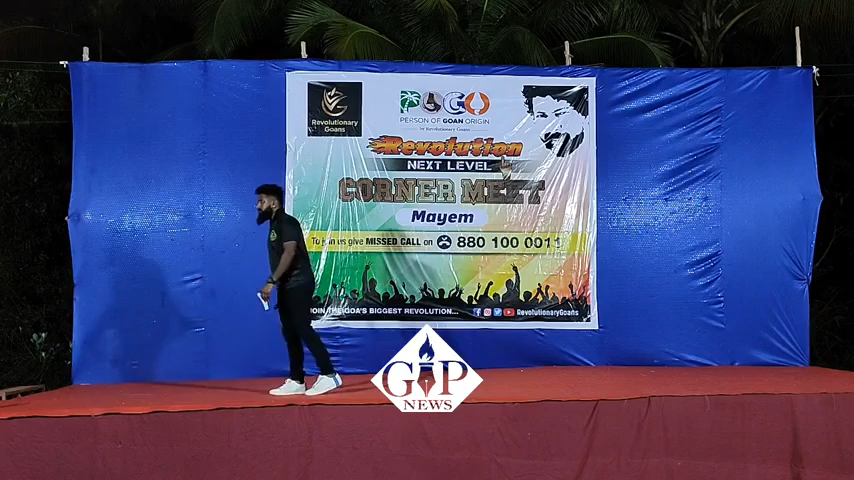 Revolutionary
Goans
POGO
PERSON OF GOAN ORIGIN
by Revolutionary Goans
Revolution
NEXT LEVEL
CORNER MEET
Mayem
To join us give MISSED CALL on 880 100 0011
JOIN THE GOA'S BIGGEST REVOLUTION...
RevolutionaryGoans
GIP
NEWS